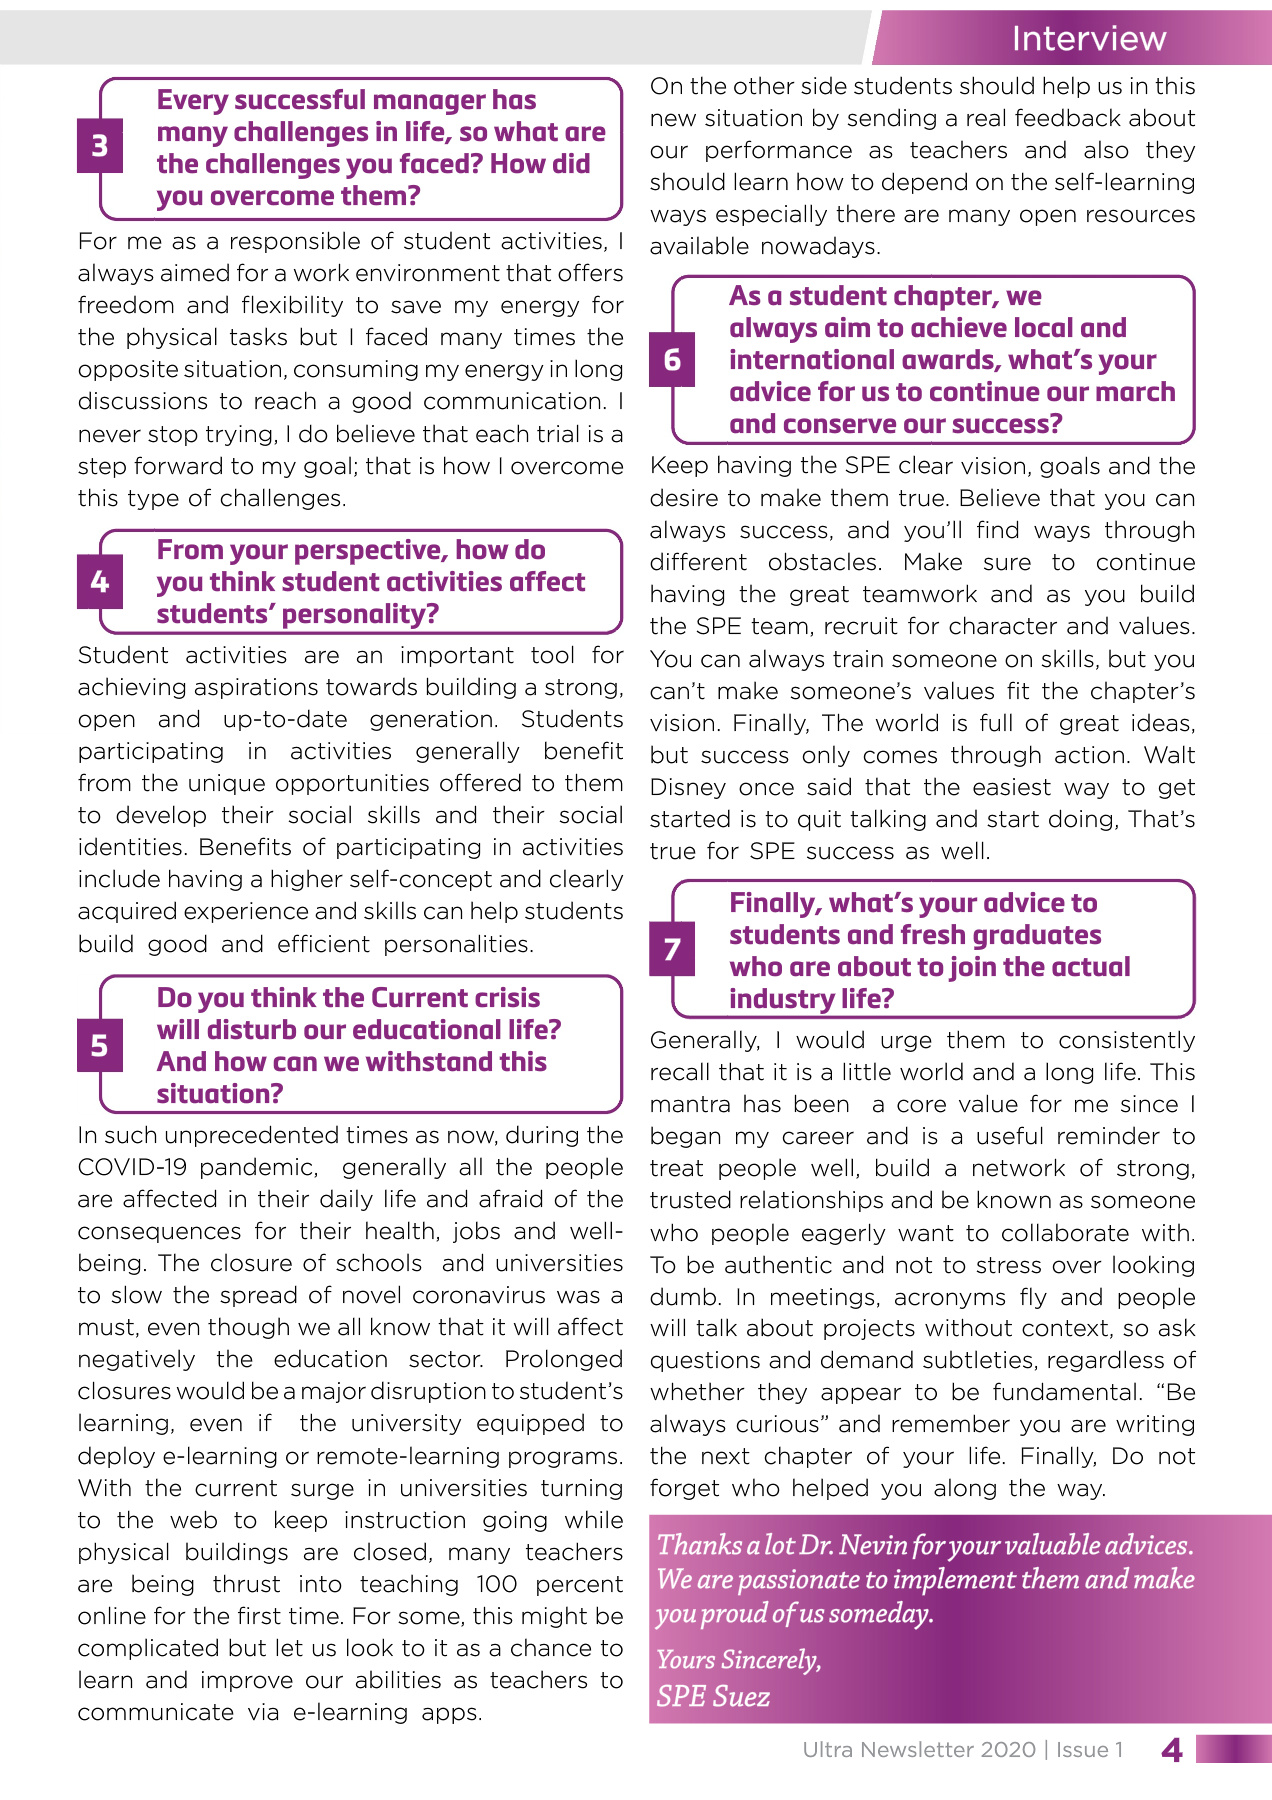 Interview
3
Every successful manager has
many challenges in life, so what are
the challenges you faced? How did
you overcome them?
For me as a responsible of student activities, I
always aimed for a work environment that offers
freedom and flexibility to save my energy for
the physical tasks but I faced many times the
opposite situation, consuming my energy in long
discussions to reach a good communication. I
never stop trying, I do believe that each trial is a
step forward to my goal; that is how I overcome
this type of challenges.
4
From your perspective, how do
you think student activities affect
students’ personality?
Student activities are an important tool for
achieving aspirations towards building a strong,
open and up-to-date generation. Students
participating in activities generally benefit
from the unique opportunities offered to them
to develop their social skills and their social
identities. Benefits of participating in activities
include having a higher self-concept and clearly
acquired experience and skills can help students
build good and efficient personalities.
5
Do you think the Current crisis
will disturb our educational life?
And how can we withstand this
situation?
In such unprecedented times as now, during the
COVID-19 pandemic, generally all the people
are affected in their daily life and afraid of the
consequences for their health, jobs and well-
being. The closure of schools and universities
to slow the spread of novel coronavirus was a
must, even though we all know that it will affect
negatively the education sector. Prolonged
closures would be a major disruption to student’s
learning, even if the university equipped to
deploy e-learning or remote-learning programs.
With the current surge in universities turning
to the web to keep instruction going while
physical buildings are closed, many teachers
are being thrust into teaching 100 percent
online for the first time. For some, this might be
complicated but let us look to it as a chance to
learn and improve our abilities as teachers to
communicate via e-learning apps.
On the other side students should help us in this
new situation by sending a real feedback about
our performance as teachers and also they
should learn how to depend on the self-learning
ways especially there are many open resources
available nowadays.
6
As a student chapter, we
always aim to achieve local and
international awards, what’s your
advice for us to continue our march
and conserve our success?
Keep having the SPE clear vision, goals and the
desire to make them true. Believe that you can
always success, and you’ll find ways through
different obstacles. Make sure to continue
having the great teamwork and as you build
the SPE team, recruit for character and values.
You can always train someone on skills, but you
can’t make someone’s values fit the chapter’s
vision. Finally, The world is full of great ideas,
but success only comes through action. Walt
Disney once said that the easiest way to get
started is to quit talking and start doing, That’s
true for SPE success as well.
7
Finally, what’s your advice to
students and fresh graduates
who are about to join the actual
industry life?
Generally, I would urge them to consistently
recall that it is a little world and a long life. This
mantra has been a core value for me since I
began my career and is a useful reminder to
treat people well, build a network of strong,
trusted relationships and be known as someone
who people eagerly want to collaborate with.
To be authentic and not to stress over looking
dumb. In meetings, acronyms fly and people
will talk about projects without context, so ask
questions and demand subtleties, regardless of
whether they appear to be fundamental. “Be
always curious” and remember you are writing
the next chapter of your life. Finally, Do not
forget who helped you along the way.
Thanks a lot Dr. Nevin for your valuable advices.
We are passionate to implement them and make
you proud of us someday.
Yours Sincerely,
SPE Suez
Ultra Newsletter 2020 | Issue 1 4